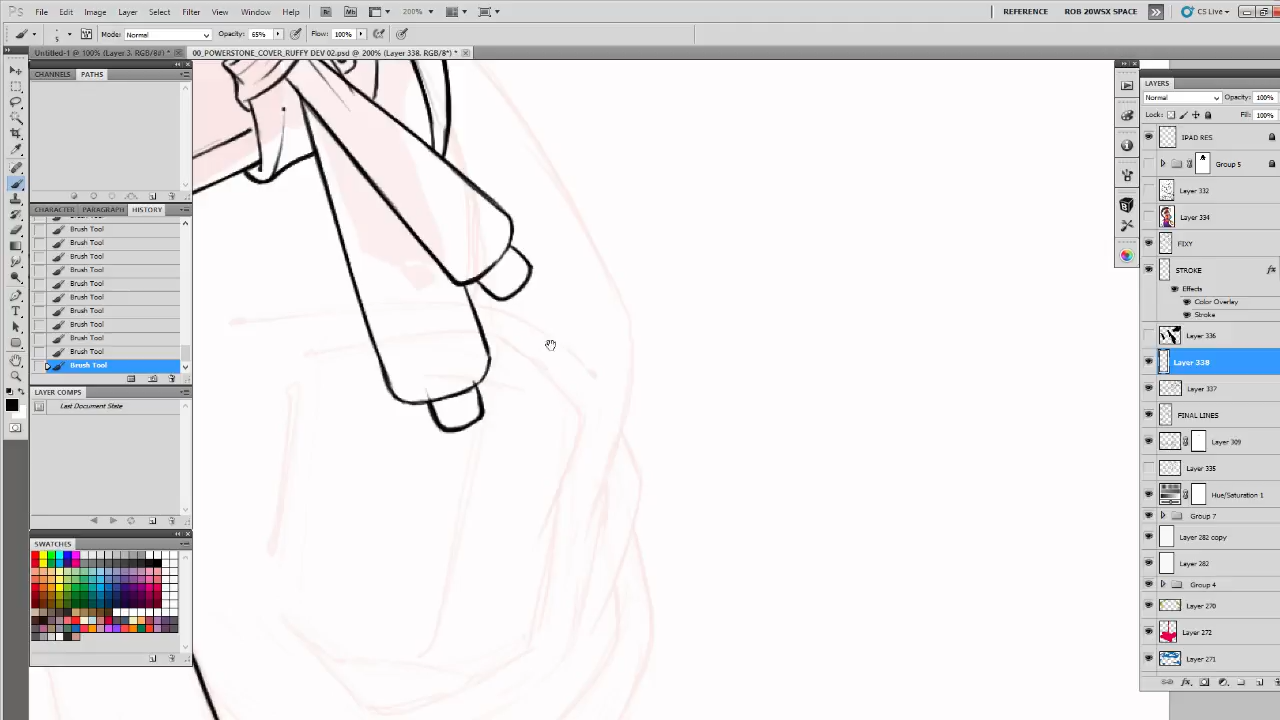 Ps File Edit Image Layer Select Filter View Window Help Br Mb 200% REFERENCE ROB 20WSX SPACE CS Live
5 Mode: Normal Opacity: 65% Flow: 100%
Untitled-1 @ 100% (Layer 3, RGB/8#) * 00_POWERSTONE_COVER_RUFFY DEV 02.psd @ 200% (Layer 338, RGB/8*) *
CHANNELS PATHS
CHARACTER PARAGRAPH HISTORY
Brush Tool
Brush Tool
Brush Tool
Brush Tool
Brush Tool
Brush Tool
Brush Tool
Brush Tool
Brush Tool
Brush Tool
Brush Tool
LAYER COMPS
Last Document State
SWATCHES
LAYERS
Normal Opacity: 100%
Lock: Fill: 100%
IPAD RES
Group 5
Layer 332
Layer 334
FIXY
STROKE fx
Effects
Color Overlay
Stroke
Layer 336
Layer 338
Layer 337
FINAL LINES
Layer 309
Layer 335
Hue/Saturation 1
Group 7
Layer 282 copy
Layer 282
Group 4
Layer 270
Layer 272
Layer 271